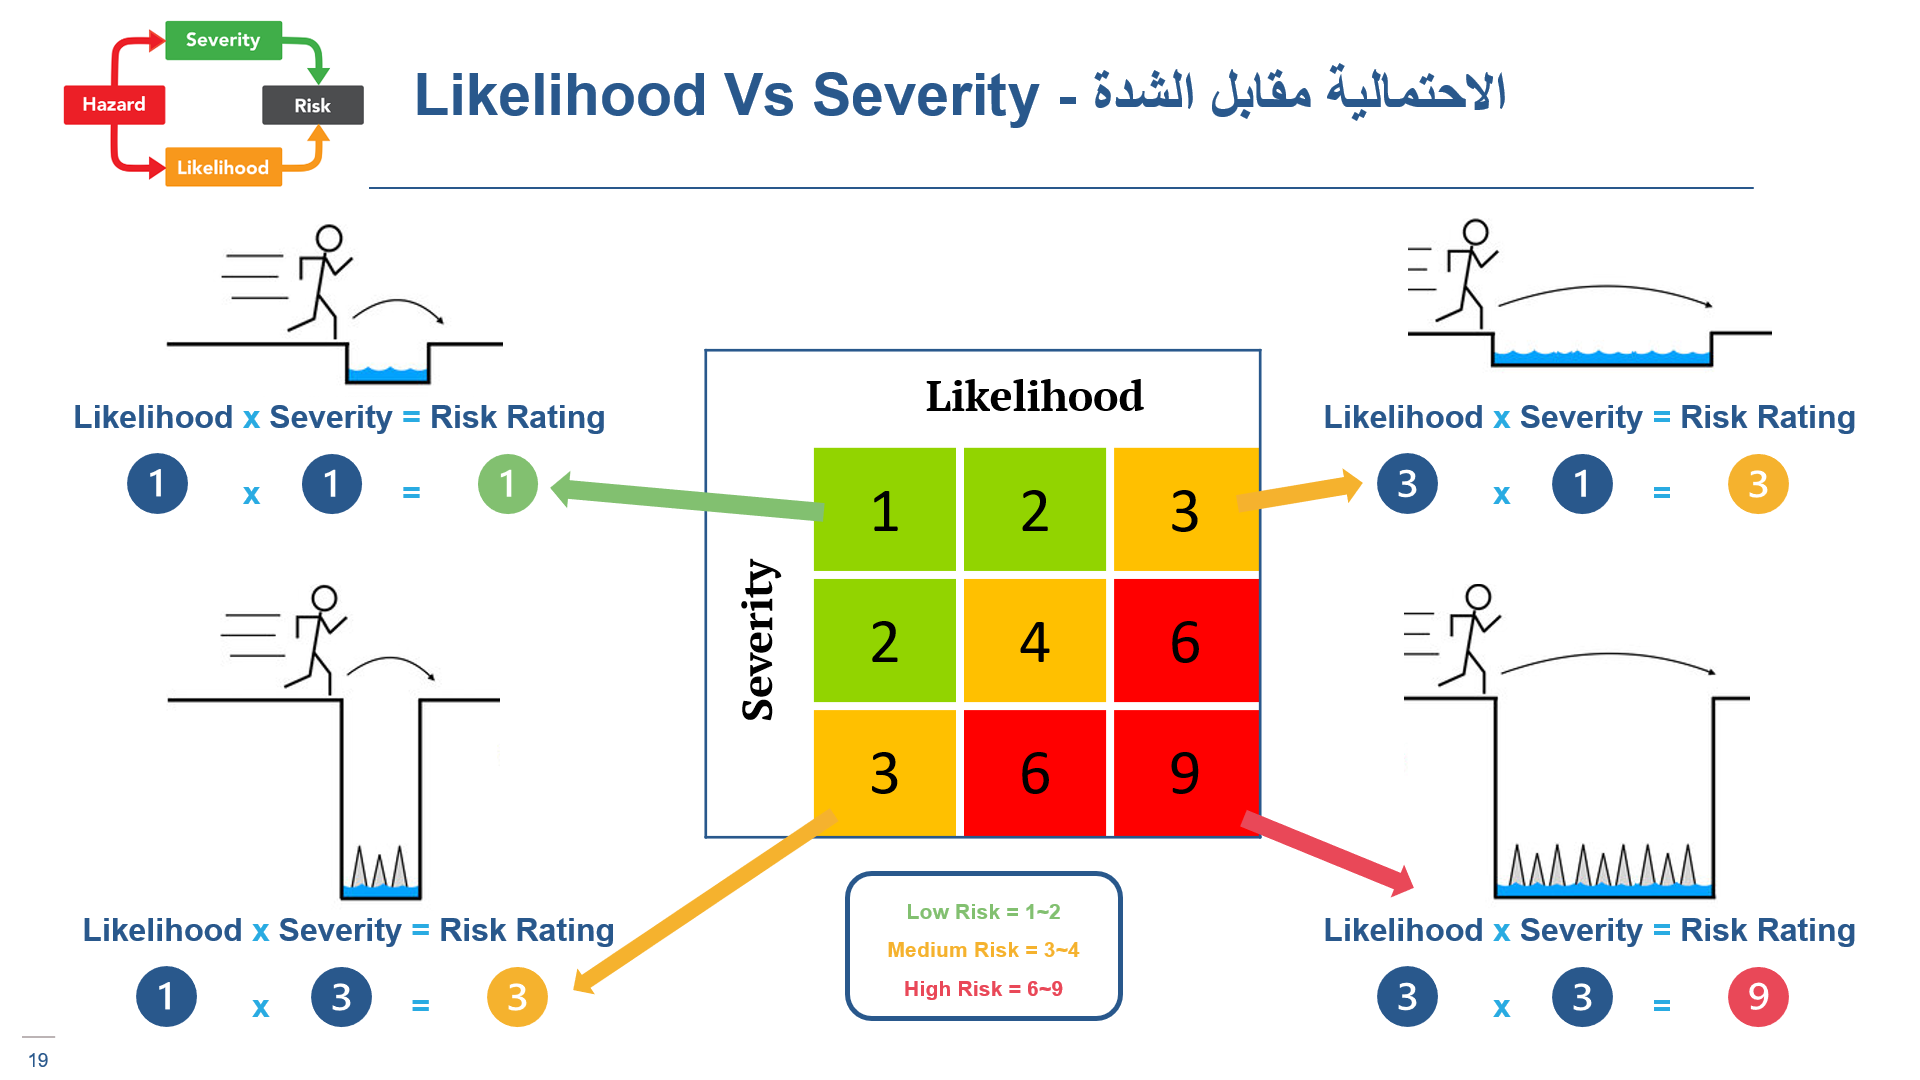 Severity
Hazard
Risk
Likelihood
Likelihood Vs Severity - الاحتمالية مقابل الشدة
Likelihood x Severity = Risk Rating
1 x 1 = 1
Likelihood x Severity = Risk Rating
3 x 1 = 3
Likelihood
Severity
1 2 3
2 4 6
3 6 9
Likelihood x Severity = Risk Rating
1 x 3 = 3
Low Risk = 1~2
Medium Risk = 3~4
High Risk = 6~9
Likelihood x Severity = Risk Rating
3 x 3 = 9
19